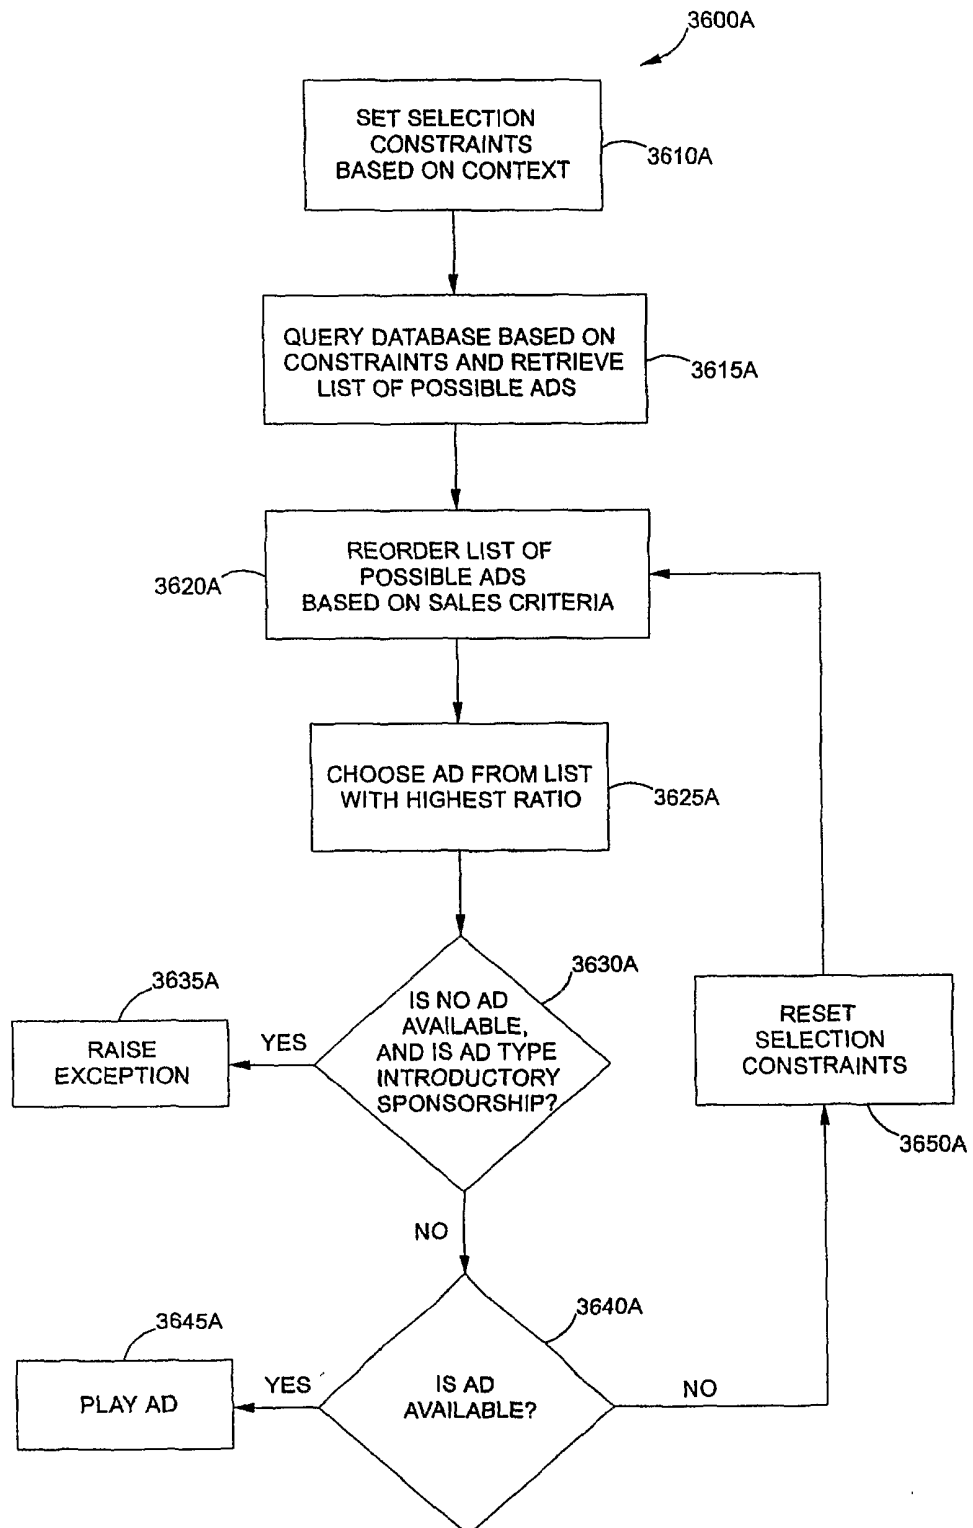 3600A
SET SELECTION
CONSTRAINTS
BASED ON CONTEXT
3610A
QUERY DATABASE BASED ON
CONSTRAINTS AND RETRIEVE
LIST OF POSSIBLE ADS
3615A
REORDER LIST OF
POSSIBLE ADS
BASED ON SALES CRITERIA
3620A
CHOOSE AD FROM LIST
WITH HIGHEST RATIO
3625A
IS NO AD
AVAILABLE,
AND IS AD TYPE
INTRODUCTORY
SPONSORSHIP?
3630A
YES
3635A
RAISE
EXCEPTION
RESET
SELECTION
CONSTRAINTS
3650A
NO
IS AD
AVAILABLE?
3640A
YES
3645A
PLAY AD
NO